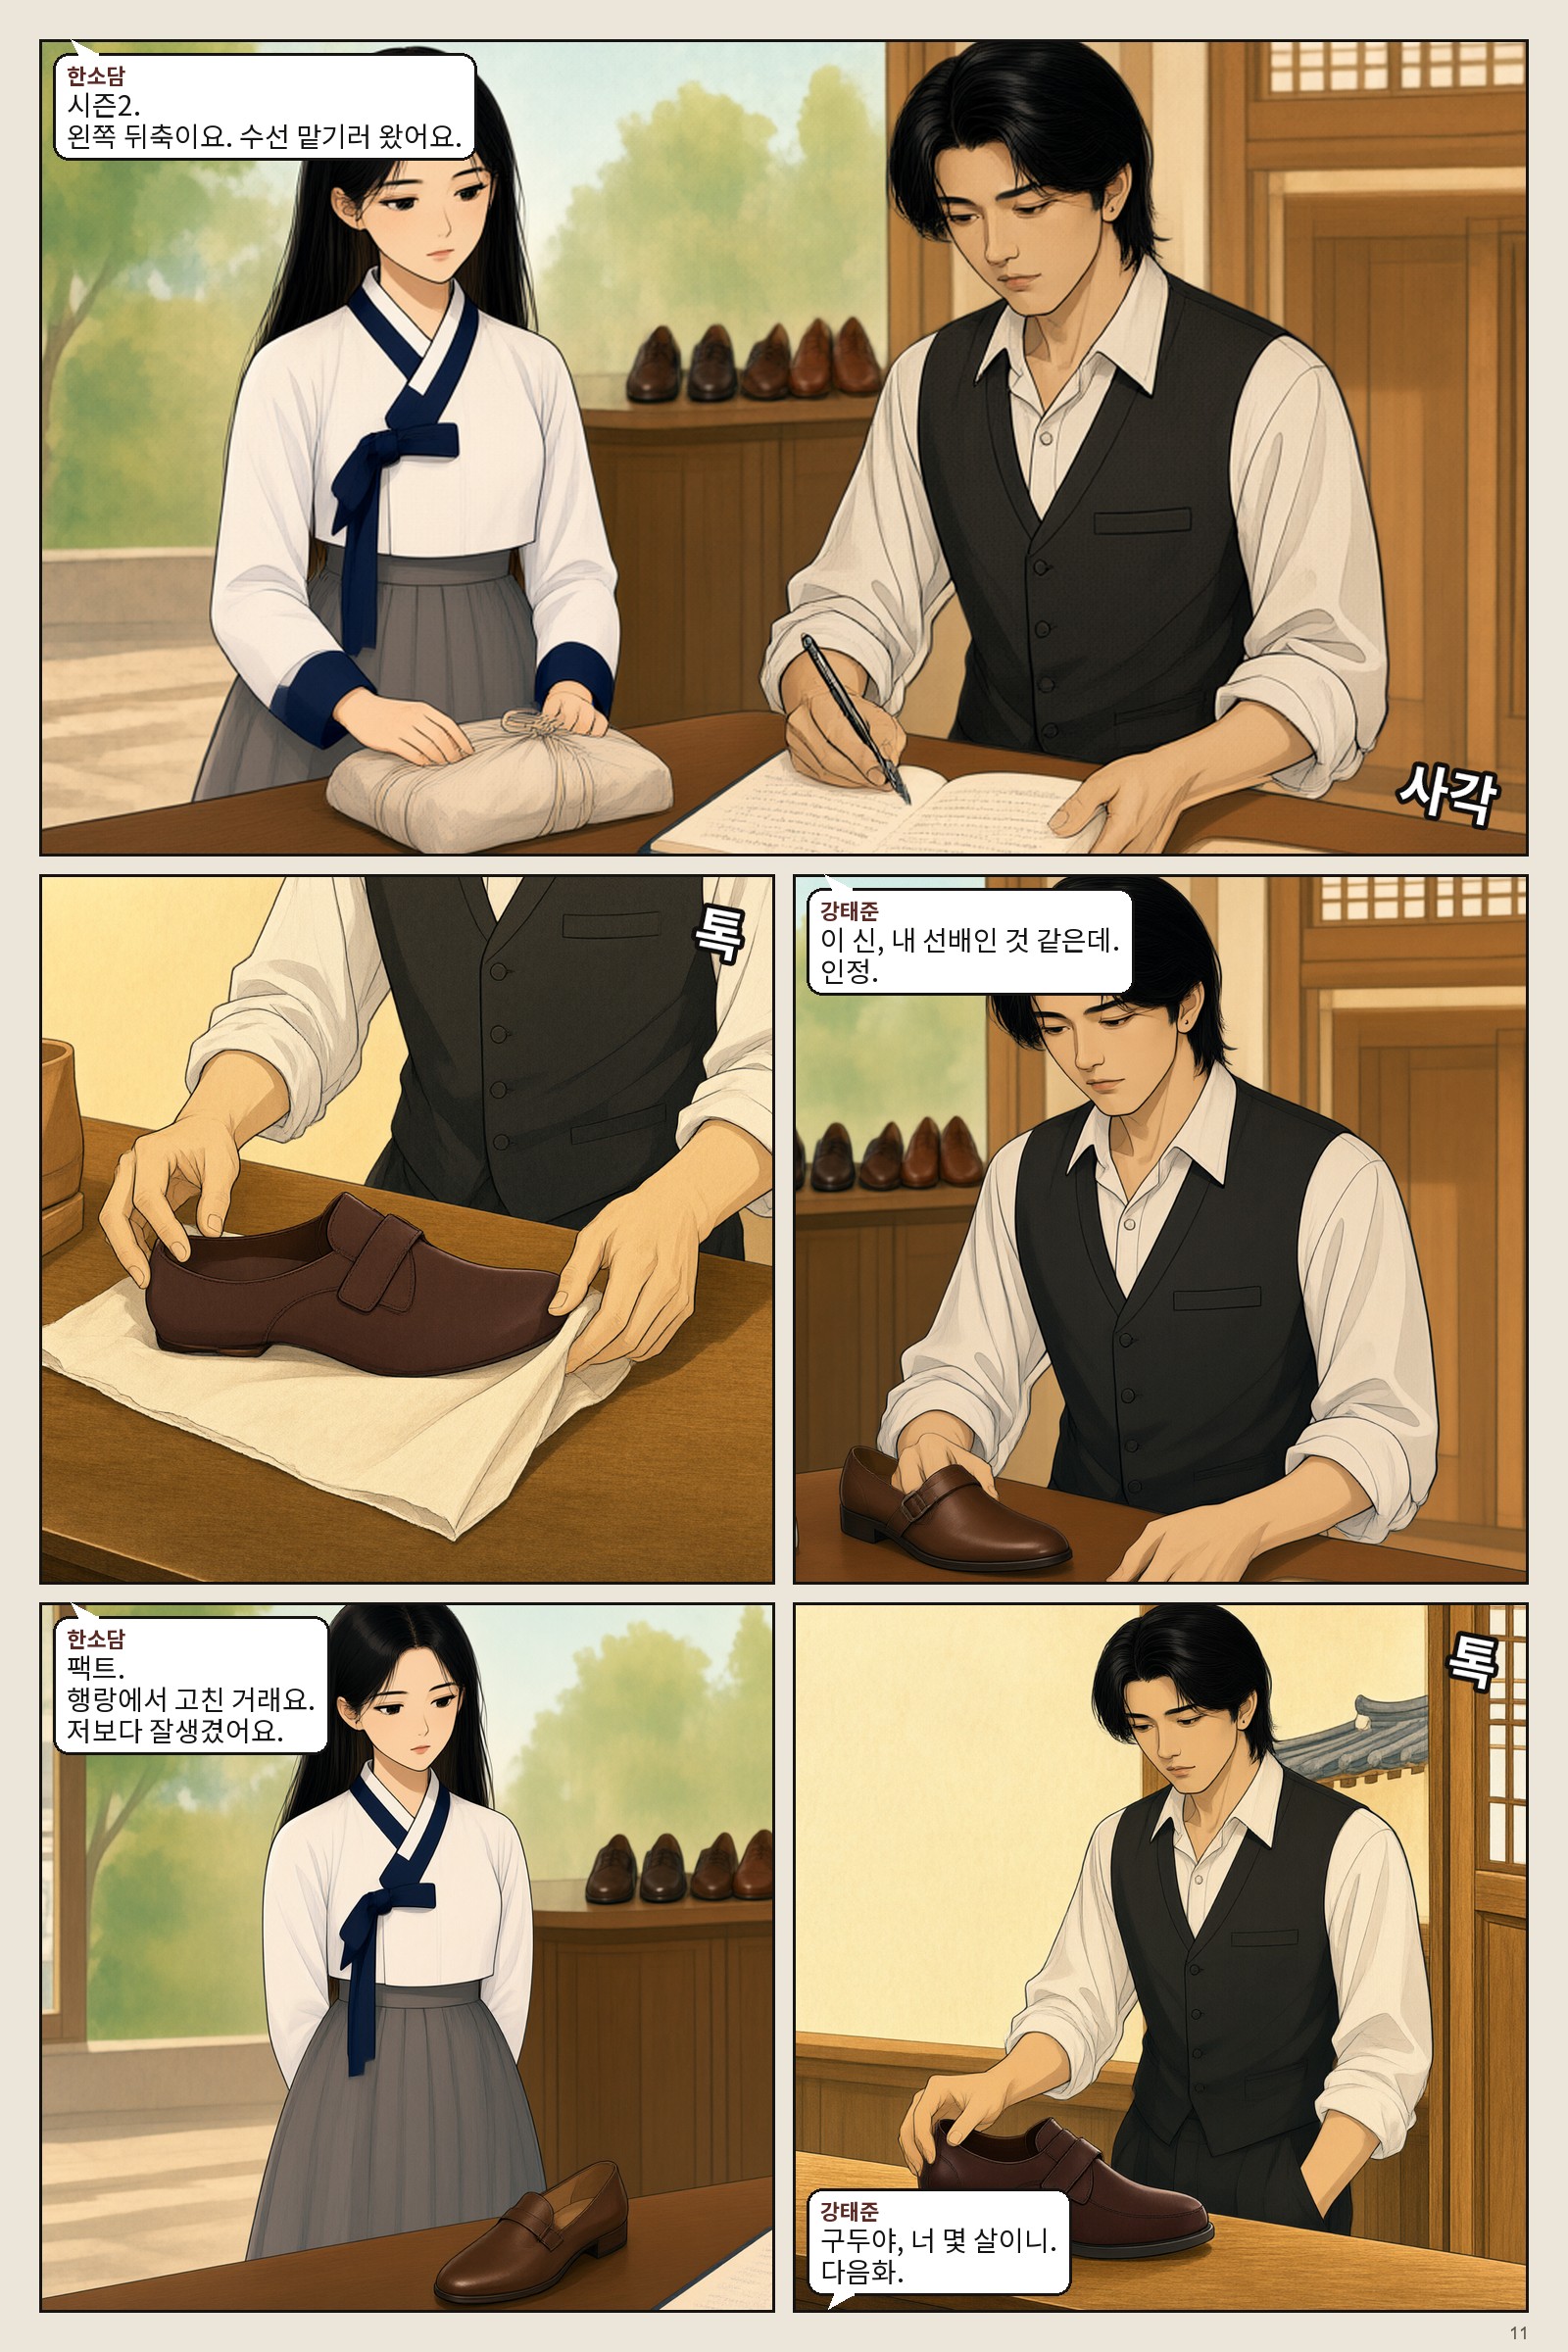 한소담
시즌2.
왼쪽 뒤축이요. 수선 맡기러 왔어요.
사각
톡
강태준
이 신, 내 선배인 것 같은데.
인정.
한소담
팩트.
행랑에서 고친 거래요.
저보다 잘생겼어요.
톡
강태준
구두야, 너 몇 살이니.
다음화.
11